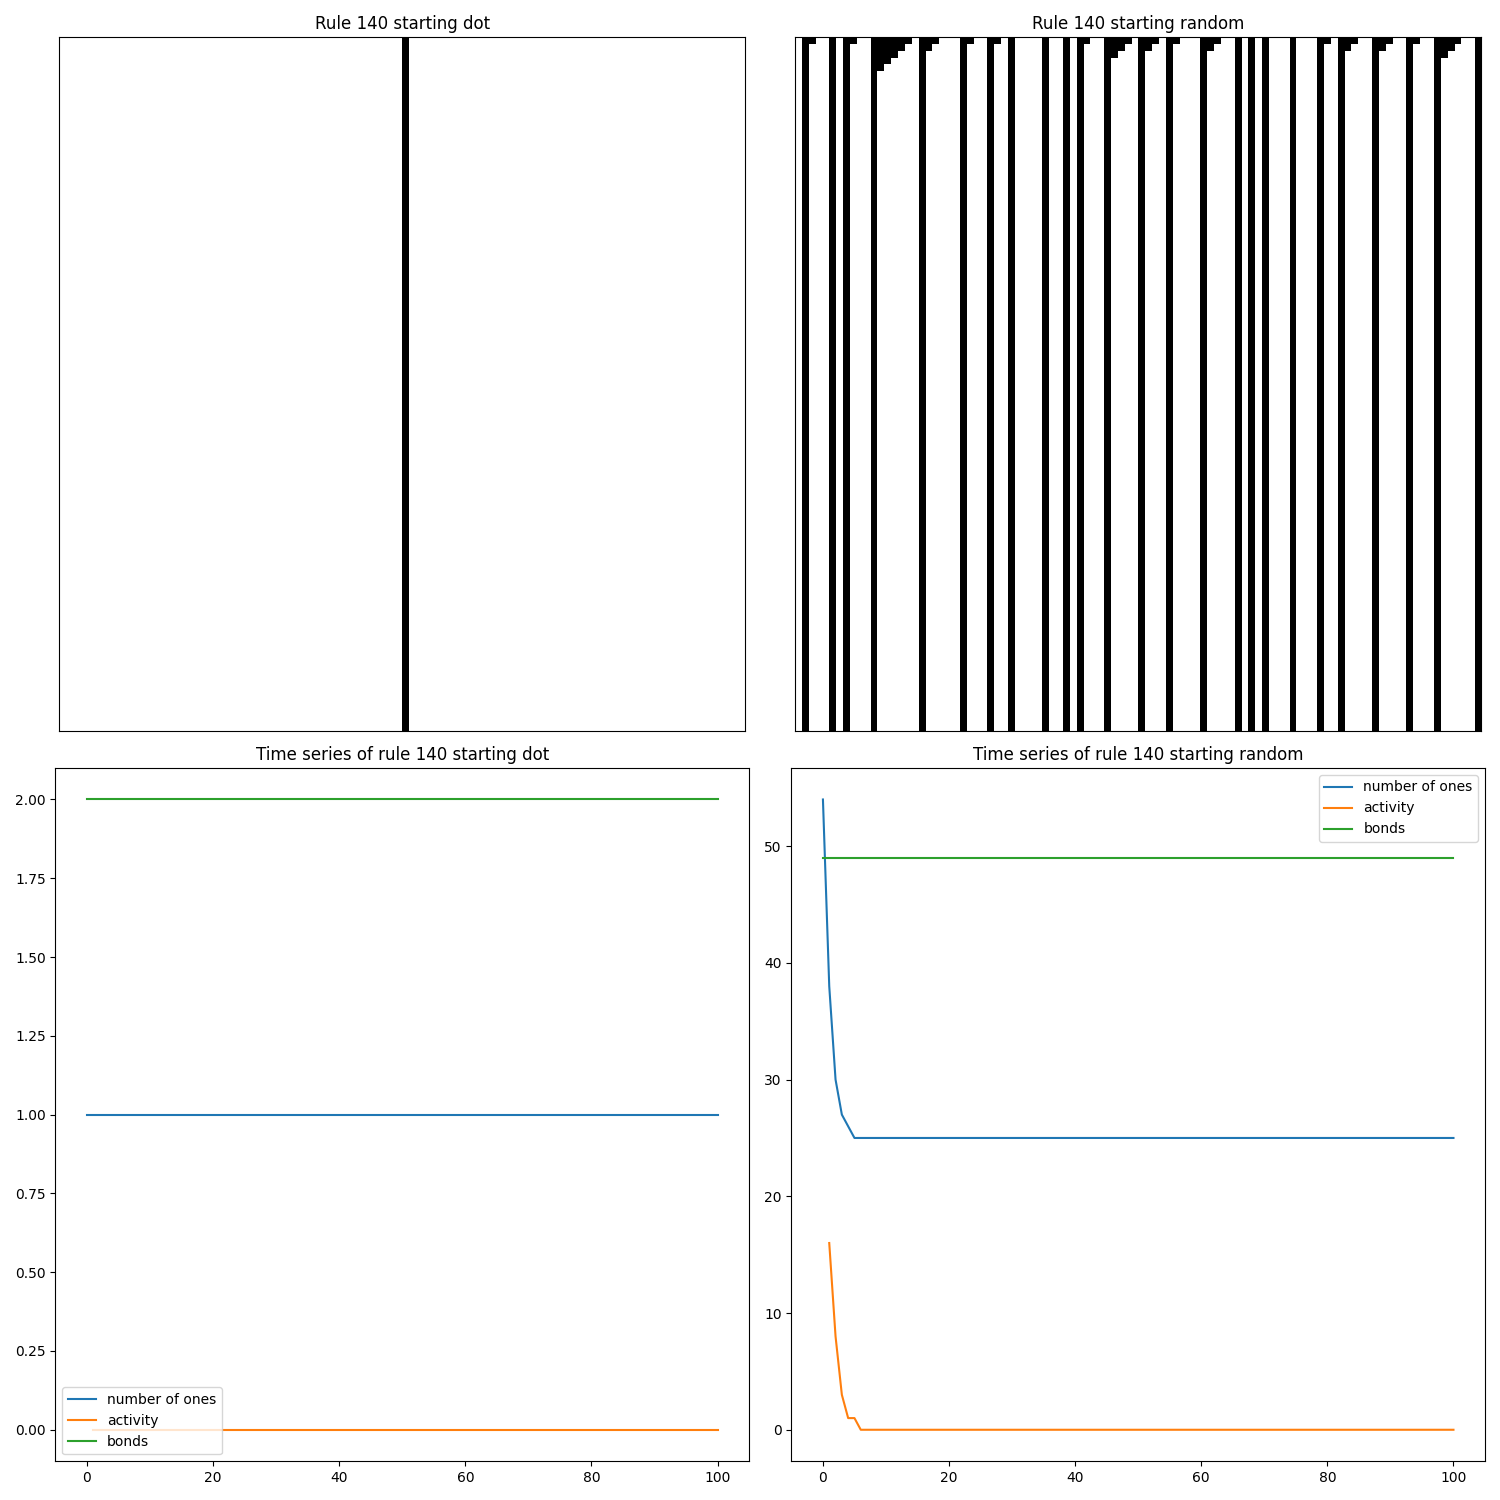 Rule 140 starting dot
Rule 140 starting random
Time series of rule 140 starting dot
2.00
1.75
1.50
1.25
1.00
0.75
0.50
0.25
0.00
number of ones
activity
bonds
0 20 40 60 80 100
Time series of rule 140 starting random
number of ones
activity
bonds
50
40
30
20
10
0
0 20 40 60 80 100